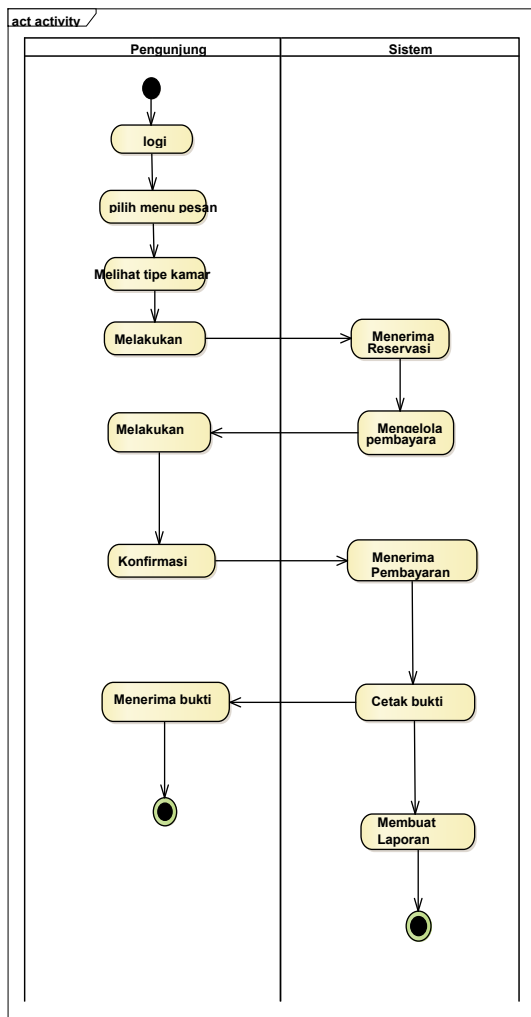 act activity
Pengunjung
Sistem
logi
pilih menu pesan
Melihat tipe kamar
Melakukan
Menerima
Reservasi
Melakukan
Mengelola
pembayara
Konfirmasi
Menerima
Pembayaran
Menerima bukti
Cetak bukti
Membuat
Laporan